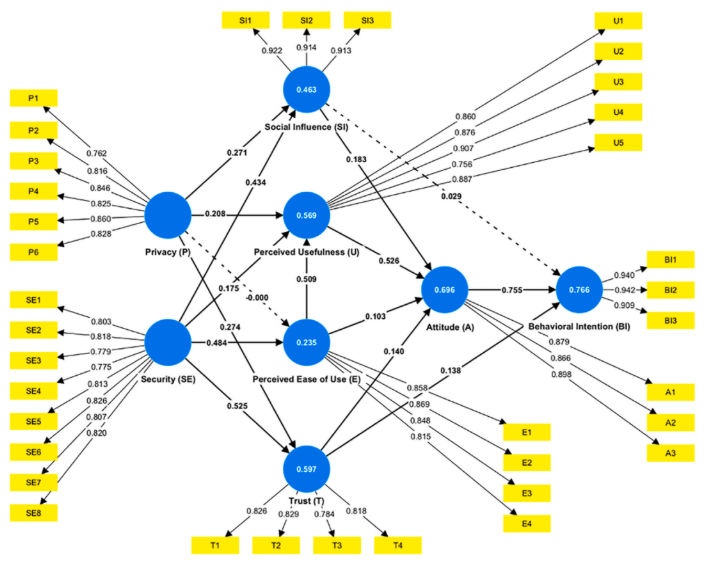 SI1 SI2 SI3
0.922 0.914 0.913
0.463
Social Influence (SI)
U1
U2
U3
U4
U5
0.860
0.876
0.907
0.756
0.887
P1
P2
P3
P4
P5
P6
0.762
0.816
0.846
0.825
0.860
0.828
Privacy (P)
0.271
0.434
0.183
0.029
0.208
0.569
Perceived Usefulness (U)
0.175
-0.000
0.509
0.526
0.274
SE1
SE2
SE3
SE4
SE5
SE6
SE7
SE8
0.803
0.818
0.779
0.775
0.813
0.826
0.807
0.820
Security (SE)
0.484
0.235
Perceived Ease of Use (E)
0.103
0.696
Attitude (A)
0.755
0.766
Behavioral Intention (BI)
0.940
0.942
0.909
BI1
BI2
BI3
0.140
0.138
0.525
0.879
0.866
0.898
A1
A2
A3
0.858
0.869
0.848
0.815
E1
E2
E3
E4
0.597
Trust (T)
0.826 0.829 0.784 0.818
T1 T2 T3 T4